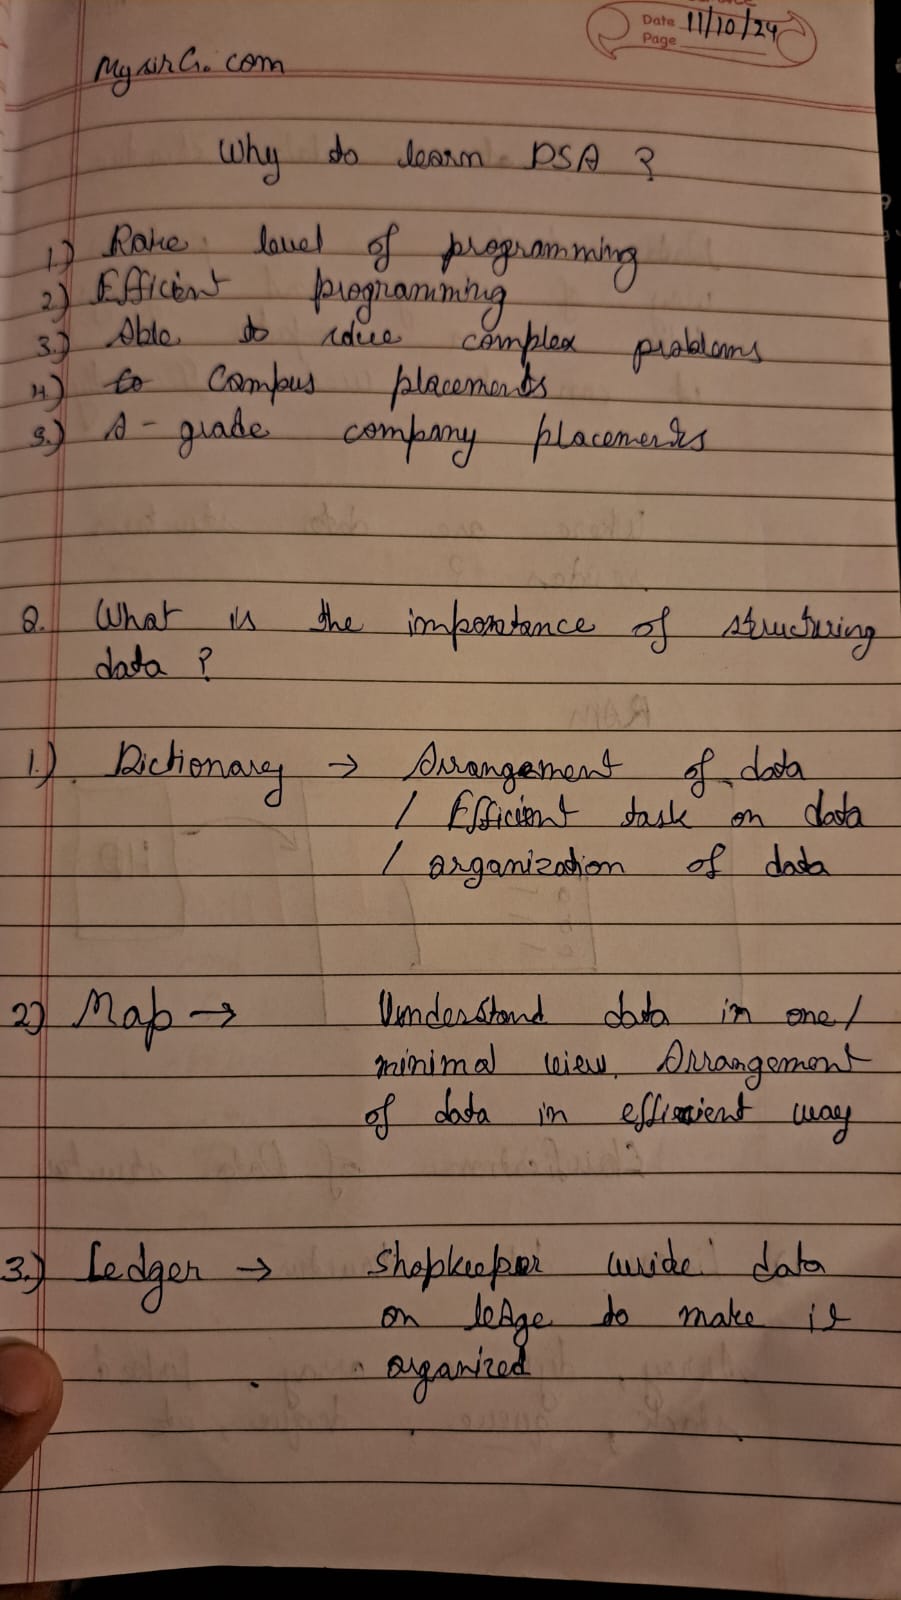 Date 11/10/24
Page
MysirG.com
Why to learn DSA ?
1.) Raise level of programming
2.) Efficient programming
3.) Able to solve complex problems
4.) to Campus placements
5.) A-grade company placements
Q. What is the importance of structuring
data ?
1.) Dictionary → Arrangement of data
/ Efficient task on data
/ organization of data
2) Map → Understand data in one /
minimal view. Arrangement
of data in efficient way
3.) Ledger → Shopkeeper data
on to make it
organized